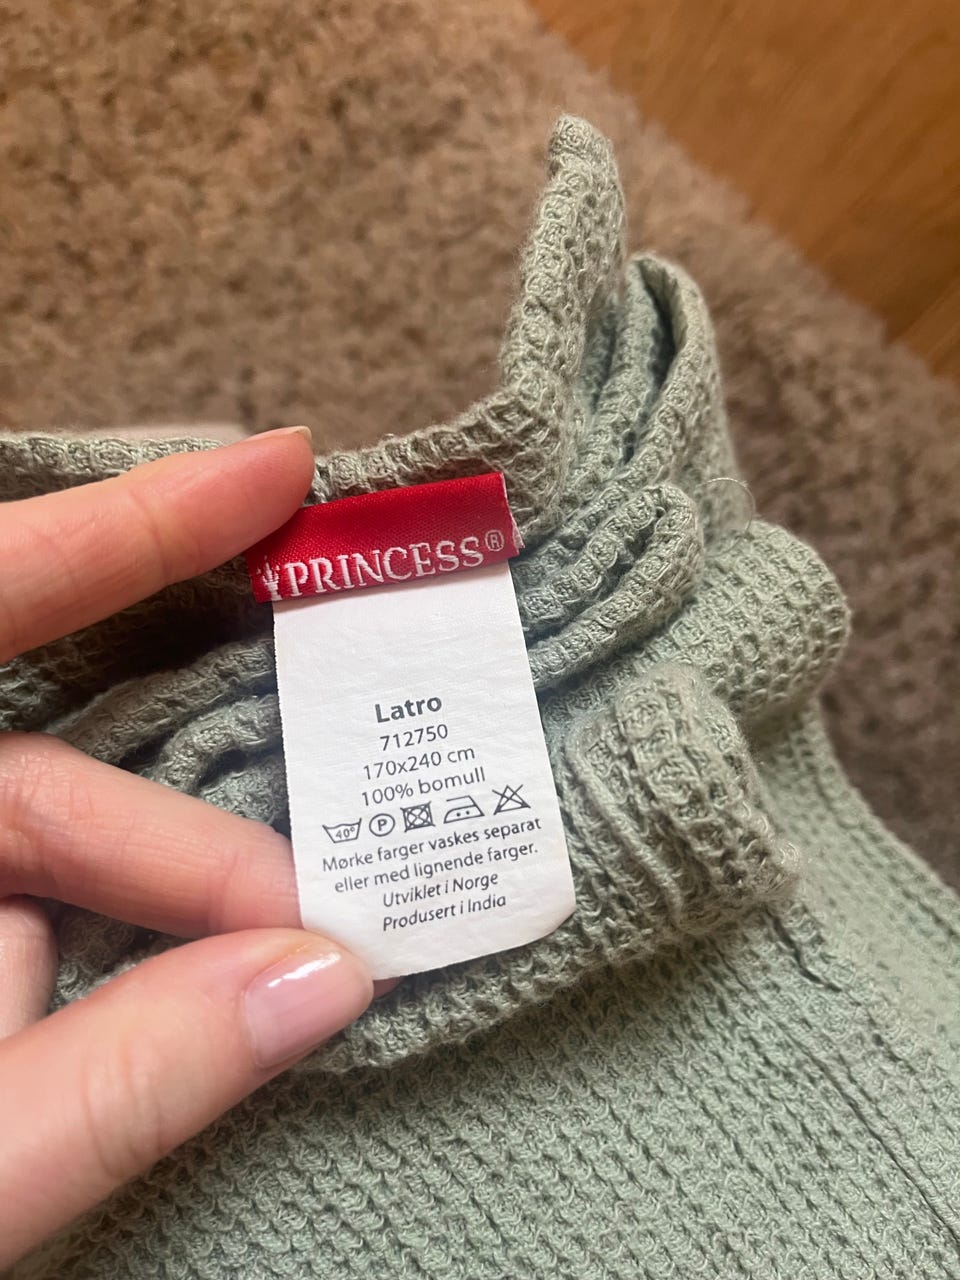 PRINCESS®
Latro
712750
170x240 cm
100% bomull
40° P
Mørke farger vaskes separat
eller med lignende farger.
Utviklet i Norge
Produsert i India